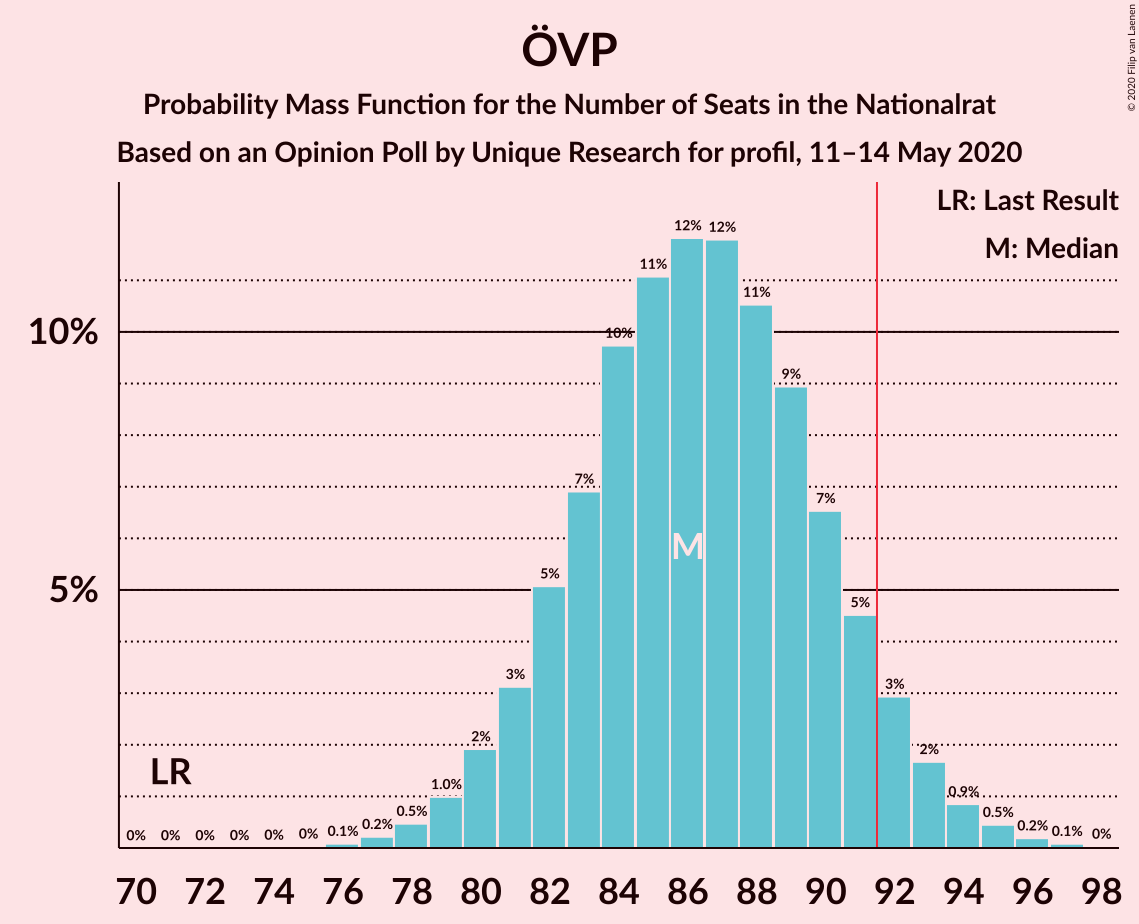 ÖVP
Probability Mass Function for the Number of Seats in the Nationalrat
Based on an Opinion Poll by Unique Research for profil, 11–14 May 2020
© 2020 Filip van Laenen
LR: Last Result
M: Median
10%
5%
0% 0% 0% 0% 0% 0% 0.1% 0.2% 0.5% 1.0% 2% 3% 5% 7% 10% 11% 12% 12% 11% 9% 7% 5% 3% 2% 0.9% 0.5% 0.2% 0.1% 0%
M
LR
70 72 74 76 78 80 82 84 86 88 90 92 94 96 98